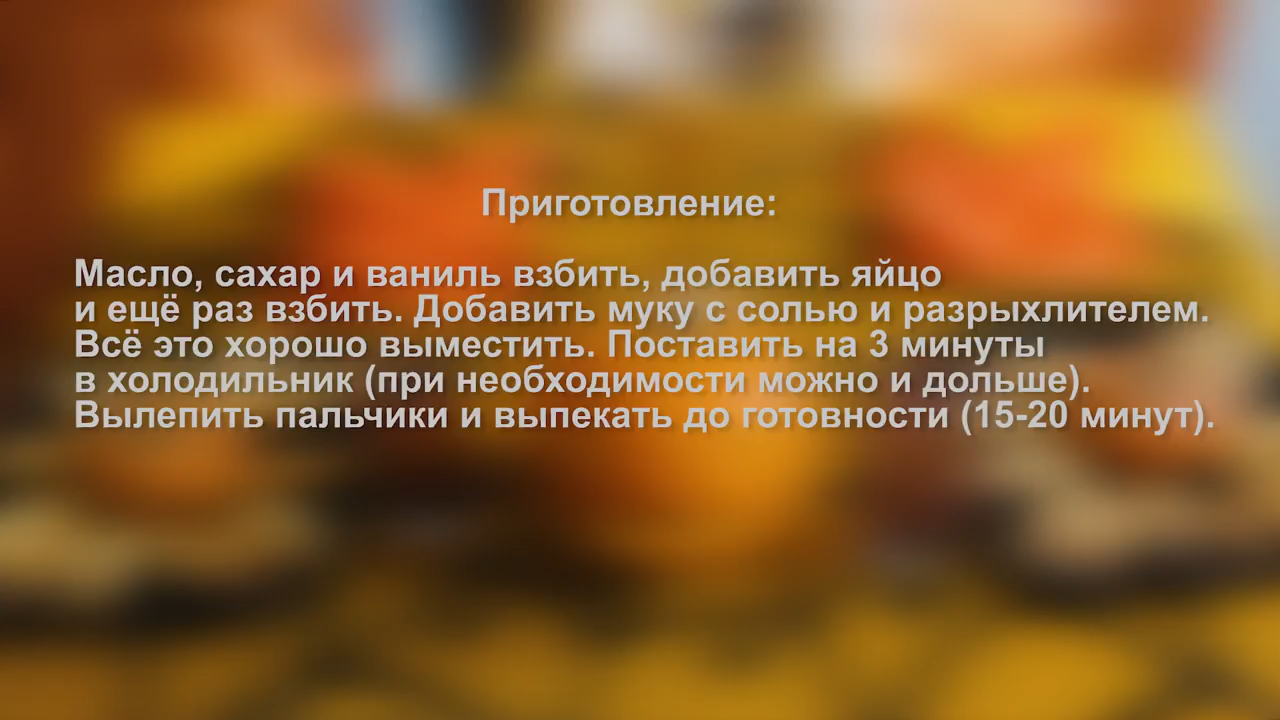 Приготовление:
Масло, сахар и ваниль взбить, добавить яйцо
и ещё раз взбить. Добавить муку с солью и разрыхлителем.
Всё это хорошо выместить. Поставить на 3 минуты
в холодильник (при необходимости можно и дольше).
Вылепить пальчики и выпекать до готовности (15-20 минут).